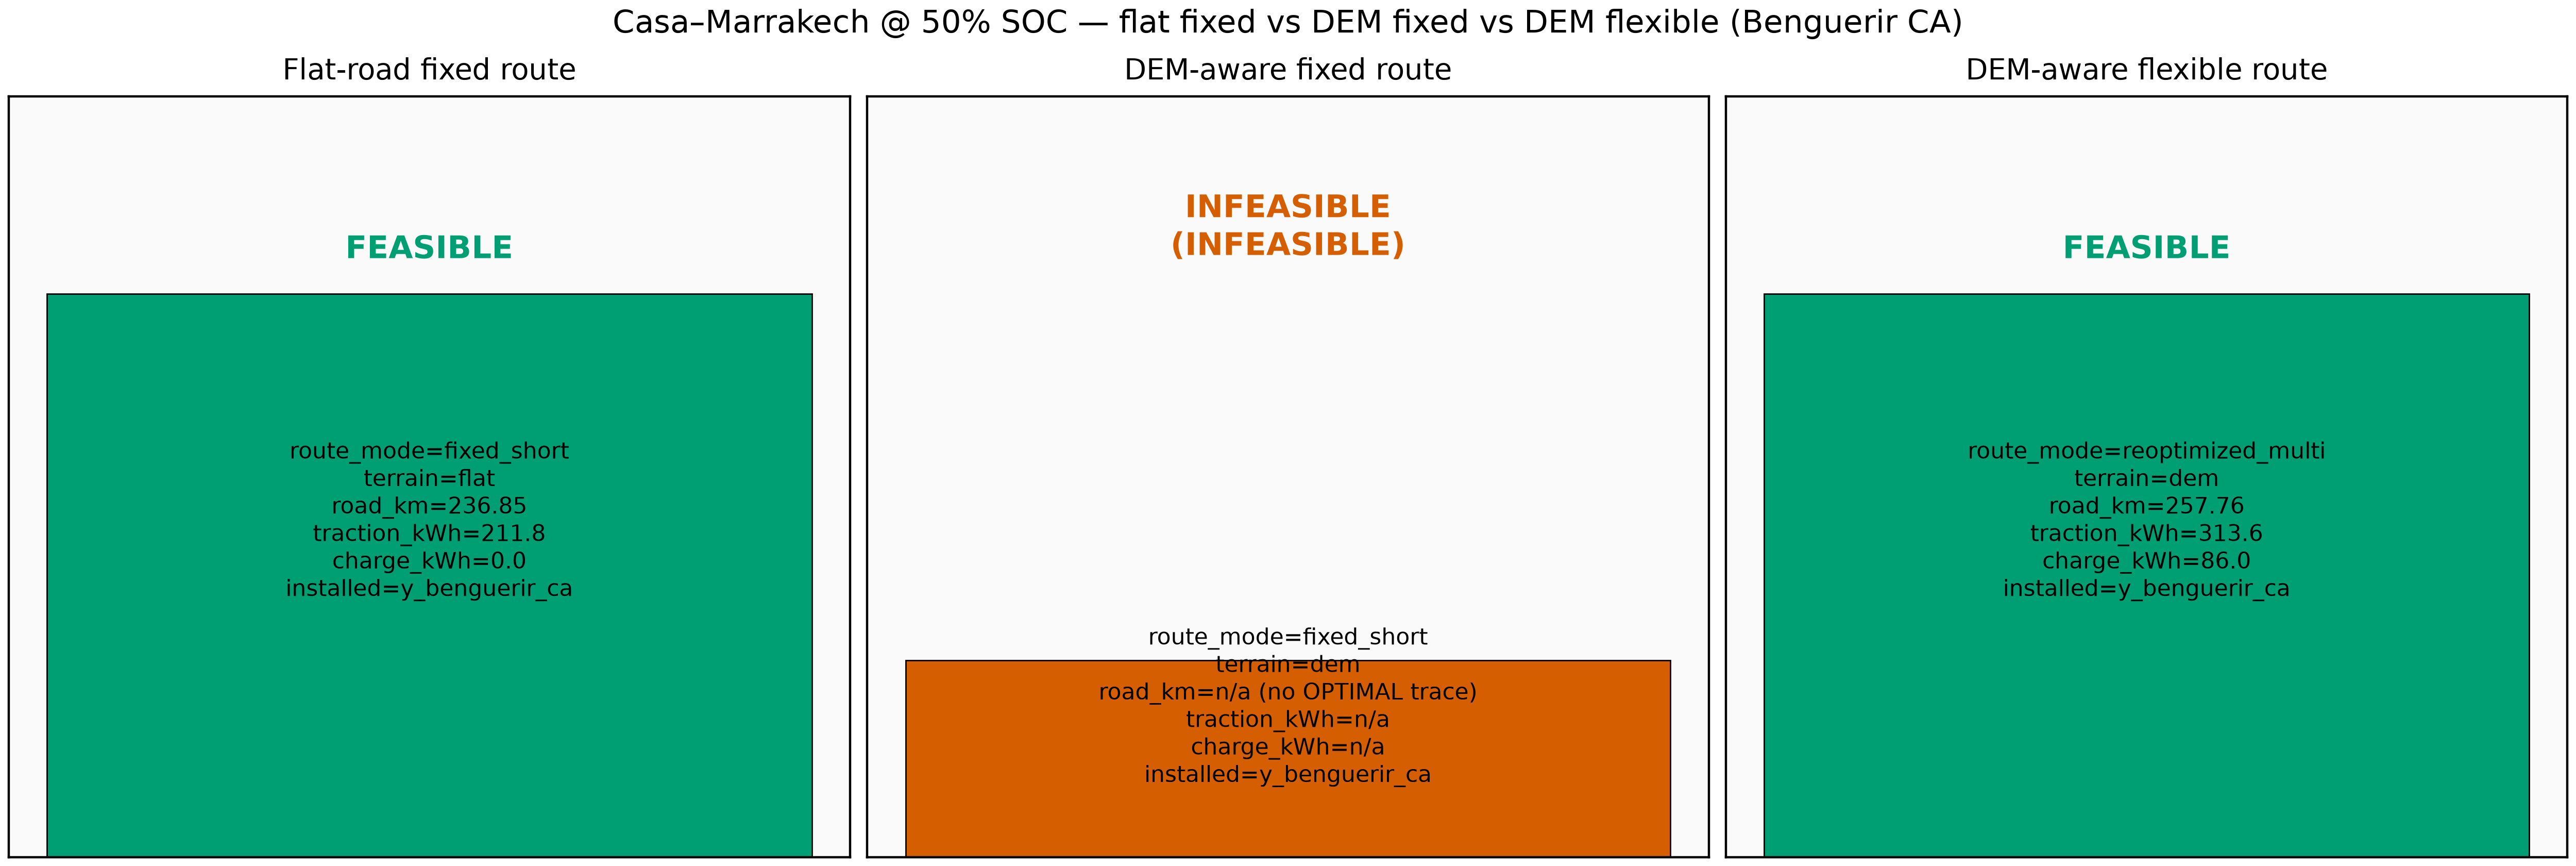 Casa–Marrakech @ 50% SOC — flat fixed vs DEM fixed vs DEM flexible (Benguerir CA)
Flat-road fixed route
FEASIBLE
route_mode=fixed_short
terrain=flat
road_km=236.85
traction_kWh=211.8
charge_kWh=0.0
installed=y_benguerir_ca
DEM-aware fixed route
INFEASIBLE
(INFEASIBLE)
route_mode=fixed_short
terrain=dem
road_km=n/a (no OPTIMAL trace)
traction_kWh=n/a
charge_kWh=n/a
installed=y_benguerir_ca
DEM-aware flexible route
FEASIBLE
route_mode=reoptimized_multi
terrain=dem
road_km=257.76
traction_kWh=313.6
charge_kWh=86.0
installed=y_benguerir_ca